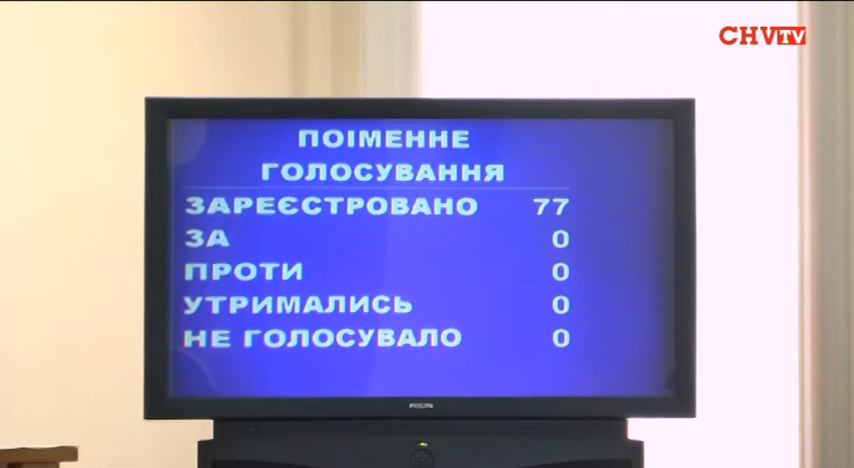 CHVTV
ПОІМЕННЕ
ГОЛОСУВАННЯ
ЗАРЕЄСТРОВАНО 77
ЗА 0
ПРОТИ 0
УТРИМАЛИСЬ 0
НЕ ГОЛОСУВАЛО 0
PHILIPS